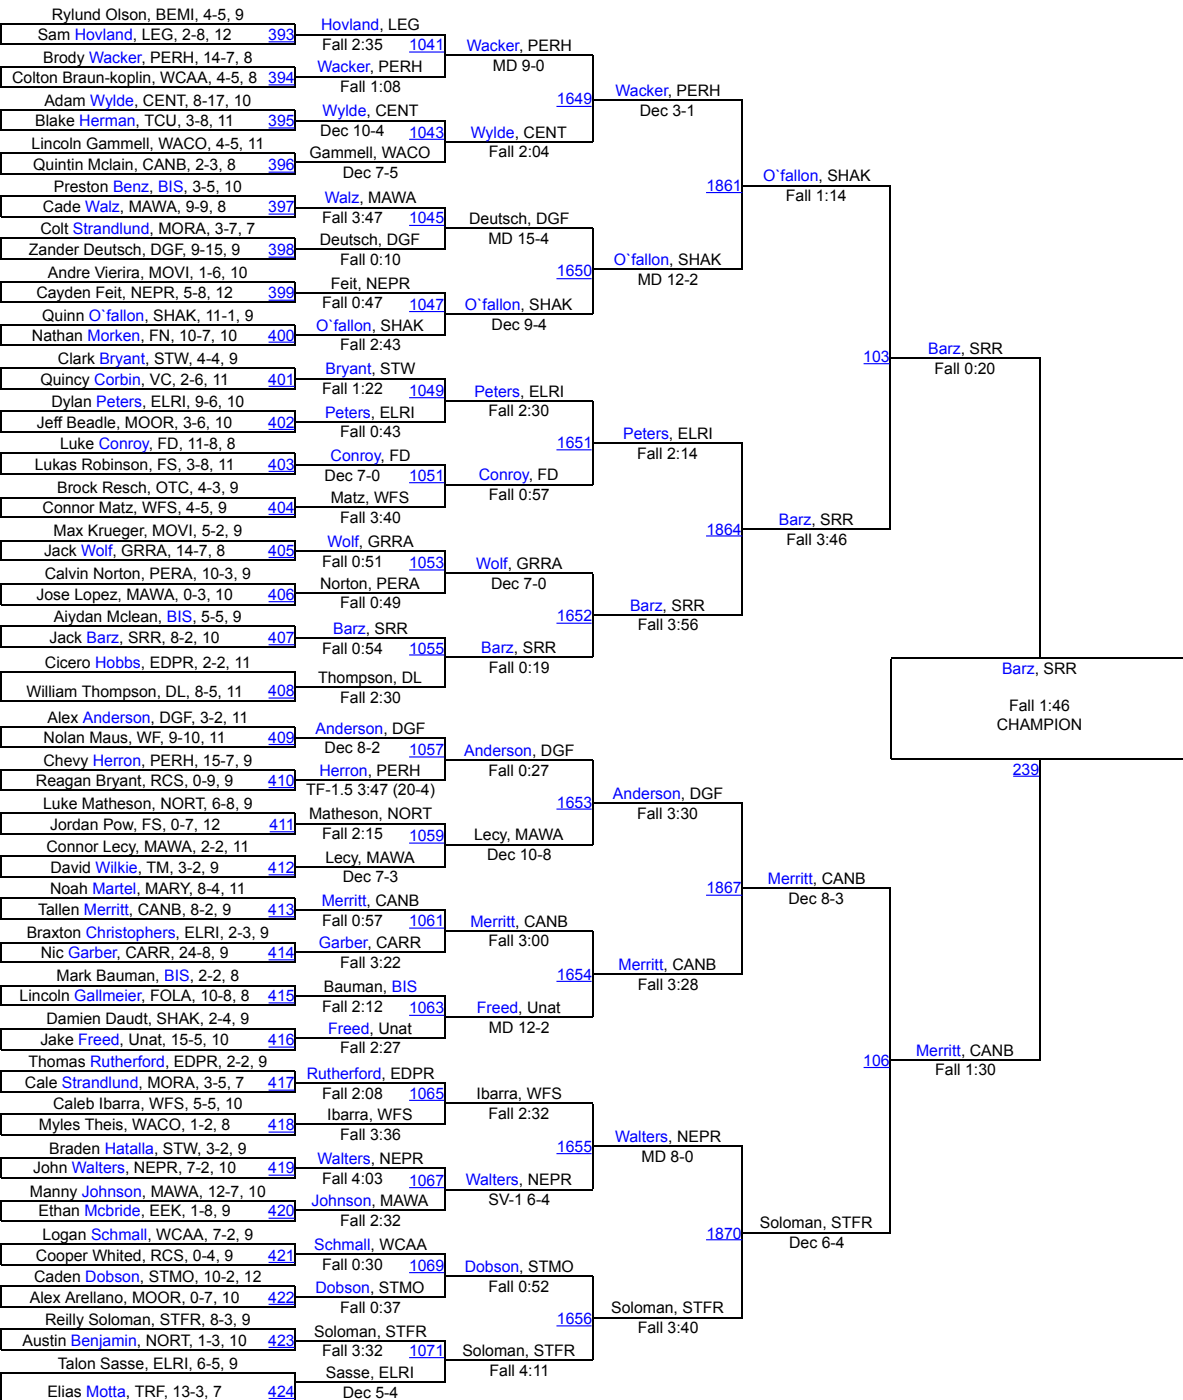 Rylund Olson, BEMI, 4-5, 9
Sam Hovland, LEG, 2-8, 12 393
Brody Wacker, PERH, 14-7, 8
Colton Braun-koplin, WCAA, 4-5, 8 394
Adam Wylde, CENT, 8-17, 10
Blake Herman, TCU, 3-8, 11 395
Lincoln Gammell, WACO, 4-5, 11
Quintin Mclain, CANB, 2-3, 8 396
Preston Benz, BIS, 3-5, 10
Cade Walz, MAWA, 9-9, 8 397
Colt Strandlund, MORA, 3-7, 7
Zander Deutsch, DGF, 9-15, 9 398
Andre Vierira, MOVI, 1-6, 10
Cayden Feit, NEPR, 5-8, 12 399
Quinn O`fallon, SHAK, 11-1, 9
Nathan Morken, FN, 10-7, 10 400
Clark Bryant, STW, 4-4, 9
Quincy Corbin, VC, 2-6, 11 401
Dylan Peters, ELRI, 9-6, 10
Jeff Beadle, MOOR, 3-6, 10 402
Luke Conroy, FD, 11-8, 8
Lukas Robinson, FS, 3-8, 11 403
Brock Resch, OTC, 4-3, 9
Connor Matz, WFS, 4-5, 9 404
Max Krueger, MOVI, 5-2, 9
Jack Wolf, GRRA, 14-7, 8 405
Calvin Norton, PERA, 10-3, 9
Jose Lopez, MAWA, 0-3, 10 406
Aiydan Mclean, BIS, 5-5, 9
Jack Barz, SRR, 8-2, 10 407
Cicero Hobbs, EDPR, 2-2, 11
William Thompson, DL, 8-5, 11 408
Alex Anderson, DGF, 3-2, 11
Nolan Maus, WF, 9-10, 11 409
Chevy Herron, PERH, 15-7, 9
Reagan Bryant, RCS, 0-9, 9 410
Luke Matheson, NORT, 6-8, 9
Jordan Pow, FS, 0-7, 12 411
Connor Lecy, MAWA, 2-2, 11
David Wilkie, TM, 3-2, 9 412
Noah Martel, MARY, 8-4, 11
Tallen Merritt, CANB, 8-2, 9 413
Braxton Christophers, ELRI, 2-3, 9
Nic Garber, CARR, 24-8, 9 414
Mark Bauman, BIS, 2-2, 8
Lincoln Gallmeier, FOLA, 10-8, 8 415
Damien Daudt, SHAK, 2-4, 9
Jake Freed, Unat, 15-5, 10 416
Thomas Rutherford, EDPR, 2-2, 9
Cale Strandlund, MORA, 3-5, 7 417
Caleb Ibarra, WFS, 5-5, 10
Myles Theis, WACO, 1-2, 8 418
Braden Hatalla, STW, 3-2, 9
John Walters, NEPR, 7-2, 10 419
Manny Johnson, MAWA, 12-7, 10
Ethan Mcbride, EEK, 1-8, 9 420
Logan Schmall, WCAA, 7-2, 9
Cooper Whited, RCS, 0-4, 9 421
Caden Dobson, STMO, 10-2, 12
Alex Arellano, MOOR, 0-7, 10 422
Reilly Soloman, STFR, 8-3, 9
Austin Benjamin, NORT, 1-3, 10 423
Talon Sasse, ELRI, 6-5, 9
Elias Motta, TRF, 13-3, 7 424
Hovland, LEG
Fall 2:35 1041
Wacker, PERH
Fall 1:08
Wylde, CENT
Dec 10-4 1043
Gammell, WACO
Dec 7-5
Walz, MAWA
Fall 3:47 1045
Deutsch, DGF
Fall 0:10
Feit, NEPR
Fall 0:47 1047
O`fallon, SHAK
Fall 2:43
Bryant, STW
Fall 1:22 1049
Peters, ELRI
Fall 0:43
Conroy, FD
Dec 7-0 1051
Matz, WFS
Fall 3:40
Wolf, GRRA
Fall 0:51 1053
Norton, PERA
Fall 0:49
Barz, SRR
Fall 0:54 1055
Thompson, DL
Fall 2:30
Anderson, DGF
Dec 8-2 1057
Herron, PERH
TF-1.5 3:47 (20-4)
Matheson, NORT
Fall 2:15 1059
Lecy, MAWA
Dec 7-3
Merritt, CANB
Fall 0:57 1061
Garber, CARR
Fall 3:22
Bauman, BIS
Fall 2:12 1063
Freed, Unat
Fall 2:27
Rutherford, EDPR
Fall 2:08 1065
Ibarra, WFS
Fall 3:36
Walters, NEPR
Fall 4:03 1067
Johnson, MAWA
Fall 2:32
Schmall, WCAA
Fall 0:30 1069
Dobson, STMO
Fall 0:37
Soloman, STFR
Fall 3:32 1071
Sasse, ELRI
Dec 5-4
Wacker, PERH
MD 9-0
1649
Wylde, CENT
Fall 2:04
Deutsch, DGF
MD 15-4
1650
O`fallon, SHAK
Dec 9-4
Peters, ELRI
Fall 2:30
1651
Conroy, FD
Fall 0:57
Wolf, GRRA
Dec 7-0
1652
Barz, SRR
Fall 0:19
Anderson, DGF
Fall 0:27
1653
Lecy, MAWA
Dec 10-8
Merritt, CANB
Fall 3:00
1654
Freed, Unat
MD 12-2
Ibarra, WFS
Fall 2:32
1655
Walters, NEPR
SV-1 6-4
Dobson, STMO
Fall 0:52
1656
Soloman, STFR
Fall 4:11
Wacker, PERH
Dec 3-1
1861
O`fallon, SHAK
MD 12-2
Peters, ELRI
Fall 2:14
1864
Barz, SRR
Fall 3:56
Anderson, DGF
Fall 3:30
1867
Merritt, CANB
Fall 3:28
Walters, NEPR
MD 8-0
1870
Soloman, STFR
Fall 3:40
O`fallon, SHAK
Fall 1:14
103
Barz, SRR
Fall 3:46
Merritt, CANB
Dec 8-3
106
Soloman, STFR
Dec 6-4
Barz, SRR
Fall 0:20
Merritt, CANB
Fall 1:30
Barz, SRR
Fall 1:46
CHAMPION
239